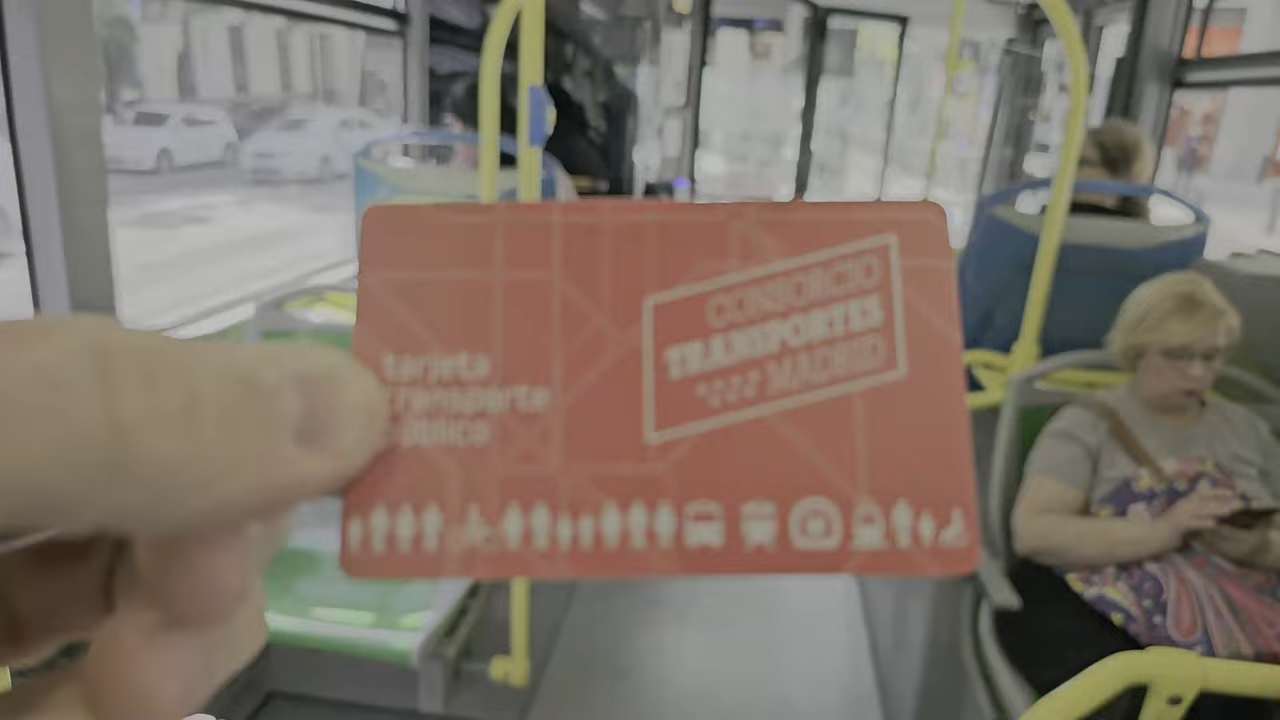 tarjeta
transporte
público
CONSORCIO
TRANSPORTES
MADRID